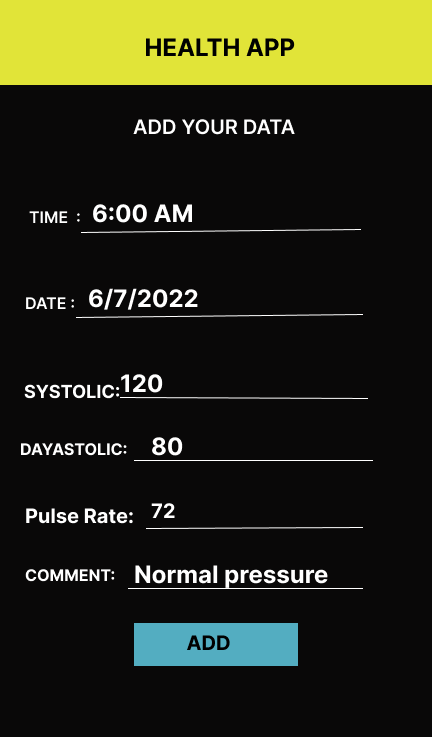 HEALTH APP
ADD YOUR DATA
TIME : 6:00 AM
DATE : 6/7/2022
SYSTOLIC: 120
DAYASTOLIC: 80
Pulse Rate: 72
COMMENT: Normal pressure
ADD